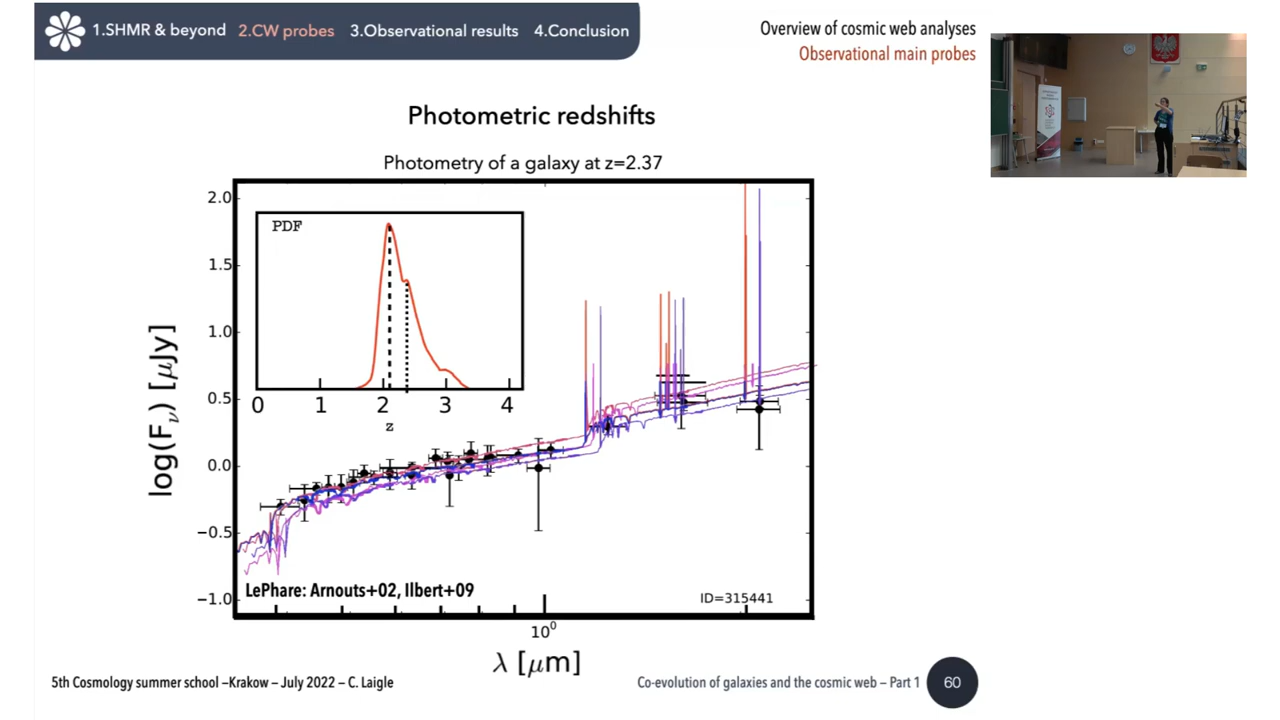 1.SHMR & beyond 2.CW probes 3.Observational results 4.Conclusion
Overview of cosmic web analyses
Observational main probes
Photometric redshifts
Photometry of a galaxy at z=2.37
2.0
1.5
1.0
0.5
0.0
−0.5
−1.0
log(Fν) [μJy]
PDF
0 1 2 3 4
z
LePhare: Arnouts+02, Ilbert+09
ID=315441
10⁰
λ [μm]
5th Cosmology summer school –Krakow – July 2022 – C. Laigle
Co-evolution of galaxies and the cosmic web – Part 1
60